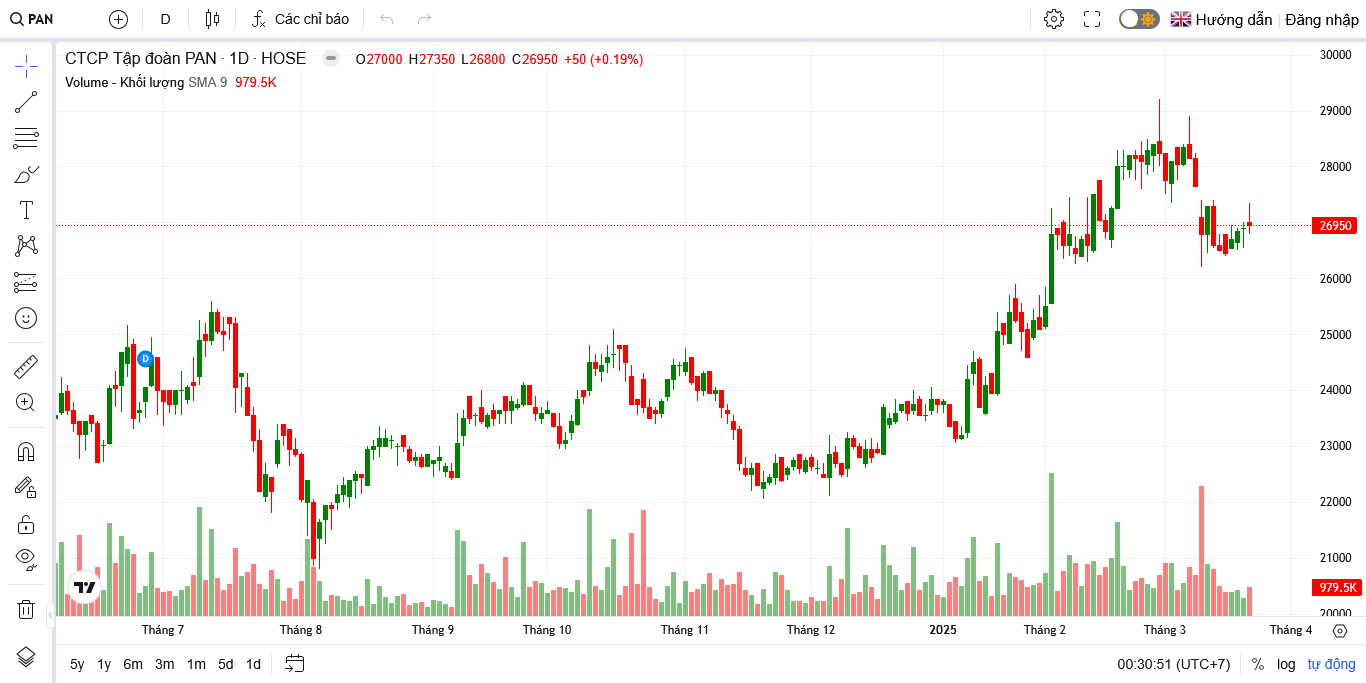 PAN D Các chỉ báo Hướng dẫn Đăng nhập
CTCP Tập đoàn PAN · 1D · HOSE O27000 H27350 L26800 C26950 +50 (+0.19%)
Volume - Khối lượng SMA 9 979.5K
30000
29000
28000
26950
26000
25000
D
24000
23000
22000
21000
979.5K
20000
Tháng 7 Tháng 8 Tháng 9 Tháng 10 Tháng 11 Tháng 12 2025 Tháng 2 Tháng 3 Tháng 4
5y 1y 6m 3m 1m 5d 1d 00:30:51 (UTC+7) % log tự động